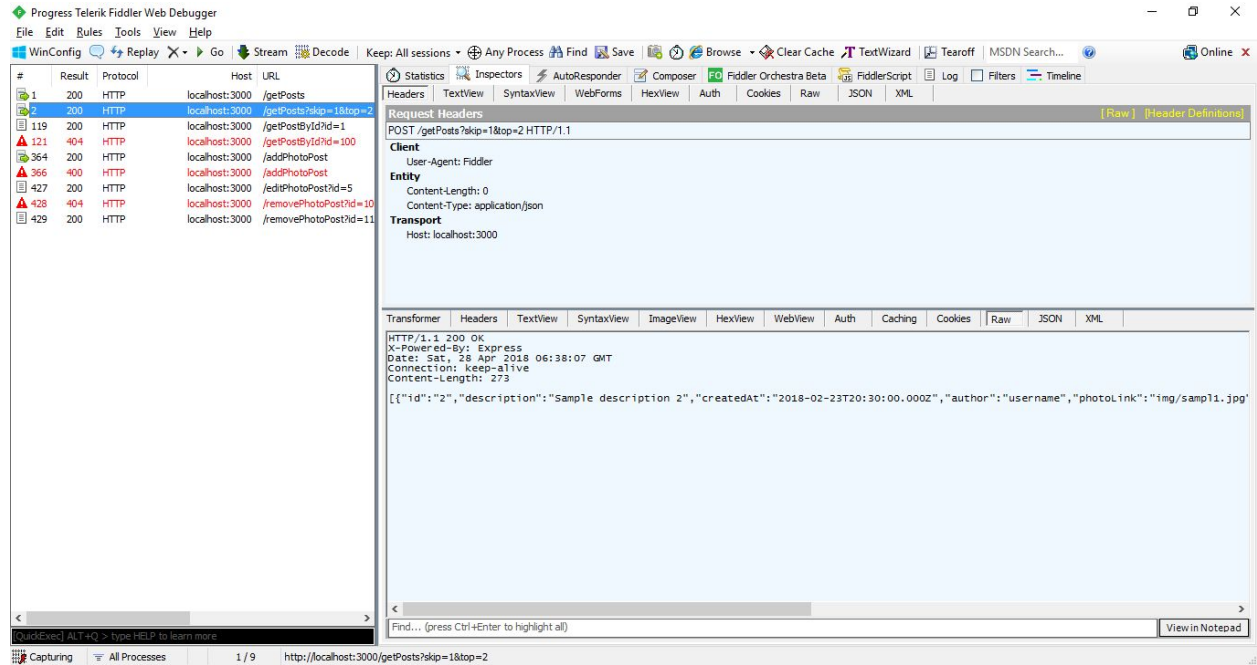 Progress Telerik Fiddler Web Debugger
File Edit Rules Tools View Help
WinConfig Replay X Go Stream Decode Keep: All sessions Any Process Find Save Browse Clear Cache TextWizard Tearoff MSDN Search... Online X
# Result Protocol Host URL
1 200 HTTP localhost:3000 /getPosts
2 200 HTTP localhost:3000 /getPosts?skip=1&top=2
119 200 HTTP localhost:3000 /getPostById?id=1
121 404 HTTP localhost:3000 /getPostById?id=100
364 200 HTTP localhost:3000 /addPhotoPost
366 400 HTTP localhost:3000 /addPhotoPost
427 200 HTTP localhost:3000 /editPhotoPost?id=5
428 404 HTTP localhost:3000 /removePhotoPost?id=10
429 200 HTTP localhost:3000 /removePhotoPost?id=11
Statistics Inspectors AutoResponder Composer FO Fiddler Orchestra Beta FiddlerScript Log Filters Timeline
Headers TextView SyntaxView WebForms HexView Auth Cookies Raw JSON XML
Request Headers [ Raw ] [Header Definitions]
POST /getPosts?skip=1&top=2 HTTP/1.1
Client
User-Agent: Fiddler
Entity
Content-Length: 0
Content-Type: application/json
Transport
Host: localhost:3000
Transformer Headers TextView SyntaxView ImageView HexView WebView Auth Caching Cookies Raw JSON XML
HTTP/1.1 200 OK
X-Powered-By: Express
Date: Sat, 28 Apr 2018 06:38:07 GMT
Connection: keep-alive
Content-Length: 273
[{"id":"2","description":"Sample description 2","createdAt":"2018-02-23T20:30:00.000Z","author":"username","photoLink":"img/sampl1.jpg"
Find... (press Ctrl+Enter to highlight all) View in Notepad
[QuickExec] ALT+Q > type HELP to learn more
Capturing All Processes 1 / 9 http://localhost:3000/getPosts?skip=1&top=2